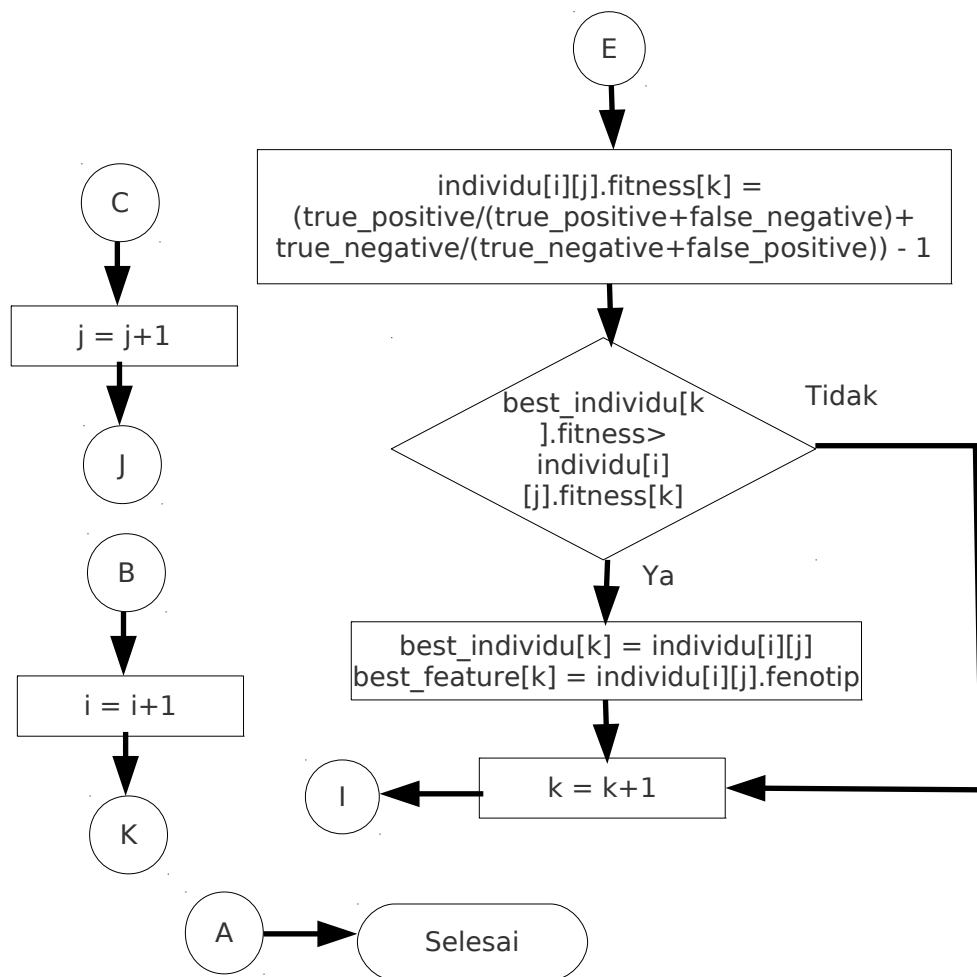 E
individu[i][j].fitness[k] =
(true_positive/(true_positive+false_negative)+
true_negative/(true_negative+false_positive)) - 1
C
j = j+1
J
best_individu[k
].fitness>
individu[i]
[j].fitness[k]
Tidak
Ya
B
i = i+1
K
best_individu[k] = individu[i][j]
best_feature[k] = individu[i][j].fenotip
k = k+1
I
A
Selesai